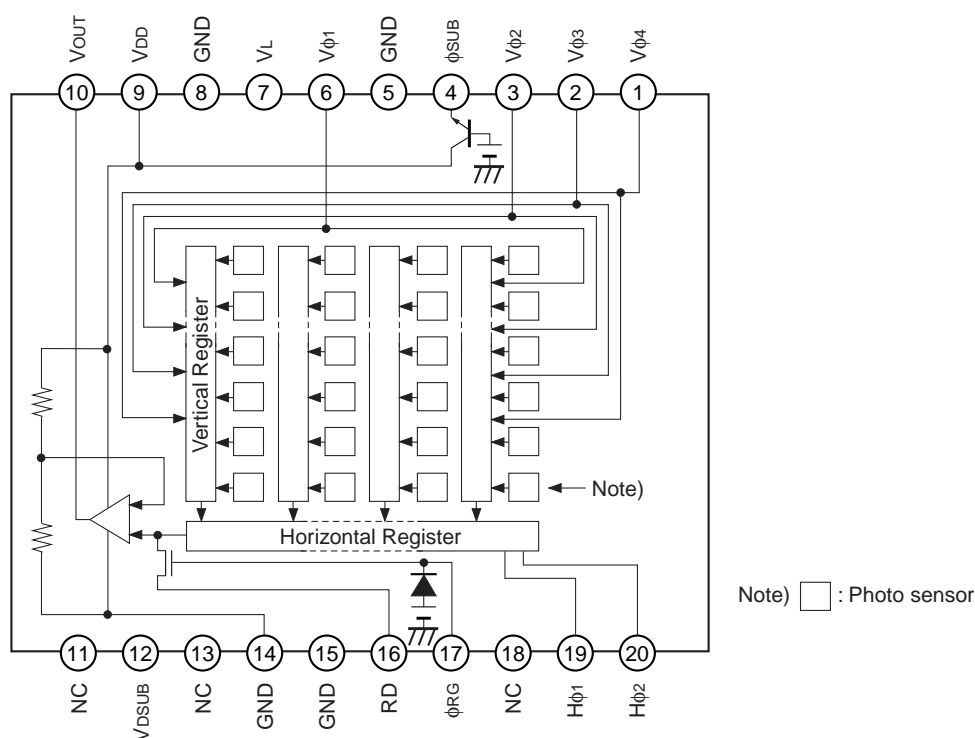 VOUT
VDD
GND
VL
Vϕ1
GND
ϕSUB
Vϕ2
Vϕ3
Vϕ4
10
9
8
7
6
5
4
3
2
1
Vertical Register
Note)
Horizontal Register
Note) : Photo sensor
11
12
13
14
15
16
17
18
19
20
NC
VDSUB
NC
GND
GND
RD
ϕRG
NC
Hϕ1
Hϕ2